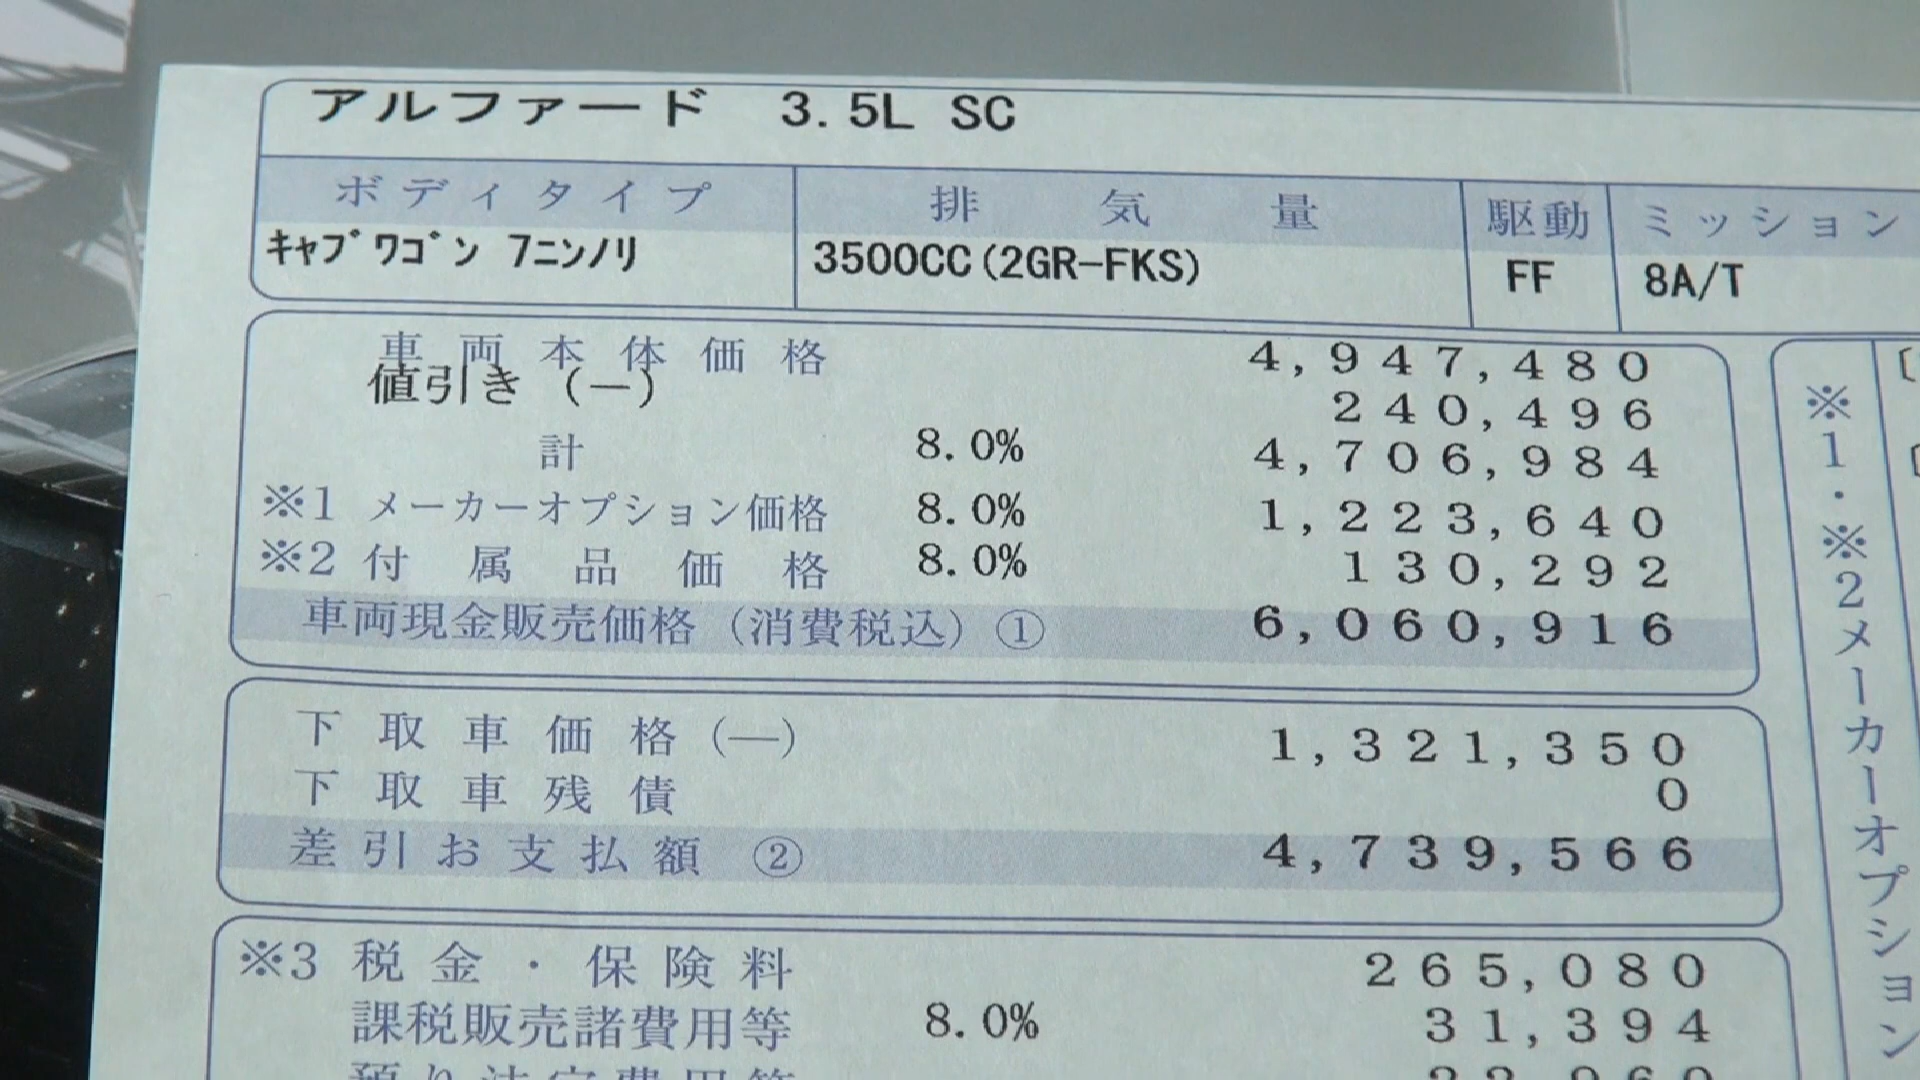 アルファード 3.5L SC
ボディタイプ 排気量 駆動 ミッション
ｷｬﾌﾞﾜｺﾞﾝ 7ﾆﾝﾉﾘ 3500CC(2GR-FKS) FF 8A/T
車両本体価格 4,947,480
値引き (－) 240,496
計 8.0% 4,706,984
※1 メーカーオプション価格 8.0% 1,223,640
※2 付属品価格 8.0% 130,292
車両現金販売価格(消費税込) ① 6,060,916
下取車価格(―) 1,321,350
下取車残債 0
差引お支払額 ② 4,739,566
※3 税金・保険料 265,080
課税販売諸費用等 8.0% 31,394
※1・※2メーカーオプション